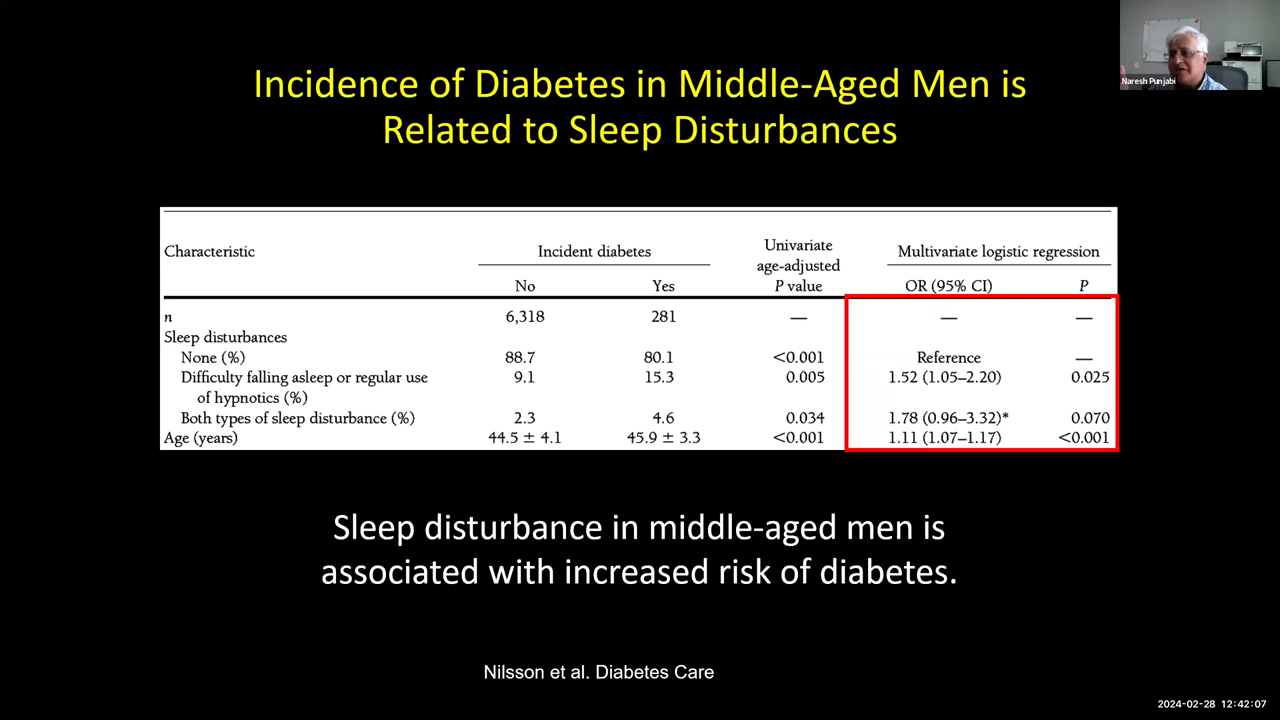 Naresh Punjabi
Incidence of Diabetes in Middle-Aged Men is
Related to Sleep Disturbances
Characteristic Incident diabetes Univariate age-adjusted P value Multivariate logistic regression
No Yes OR (95% CI) P
n 6,318 281 — — —
Sleep disturbances
None (%) 88.7 80.1 <0.001 Reference —
Difficulty falling asleep or regular use 9.1 15.3 0.005 1.52 (1.05–2.20) 0.025
of hypnotics (%)
Both types of sleep disturbance (%) 2.3 4.6 0.034 1.78 (0.96–3.32)* 0.070
Age (years) 44.5 ± 4.1 45.9 ± 3.3 <0.001 1.11 (1.07–1.17) <0.001
Sleep disturbance in middle-aged men is
associated with increased risk of diabetes.
Nilsson et al. Diabetes Care
2024-02-28 12:42:07